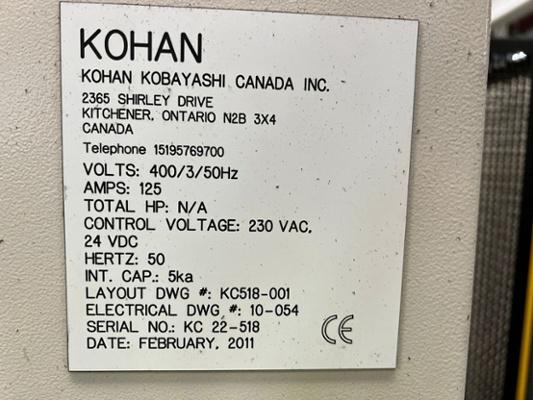 KOHAN
KOHAN KOBAYASHI CANADA INC.
2365 SHIRLEY DRIVE
KITCHENER, ONTARIO N2B 3X4
CANADA
Telephone 15195769700
VOLTS: 400/3/50Hz
AMPS: 125
TOTAL HP: N/A
CONTROL VOLTAGE: 230 VAC,
24 VDC
HERTZ: 50
INT. CAP.: 5ka
LAYOUT DWG #: KC518-001
ELECTRICAL DWG #: 10-054
SERIAL NO.: KC 22-518
DATE: FEBRUARY, 2011
CE